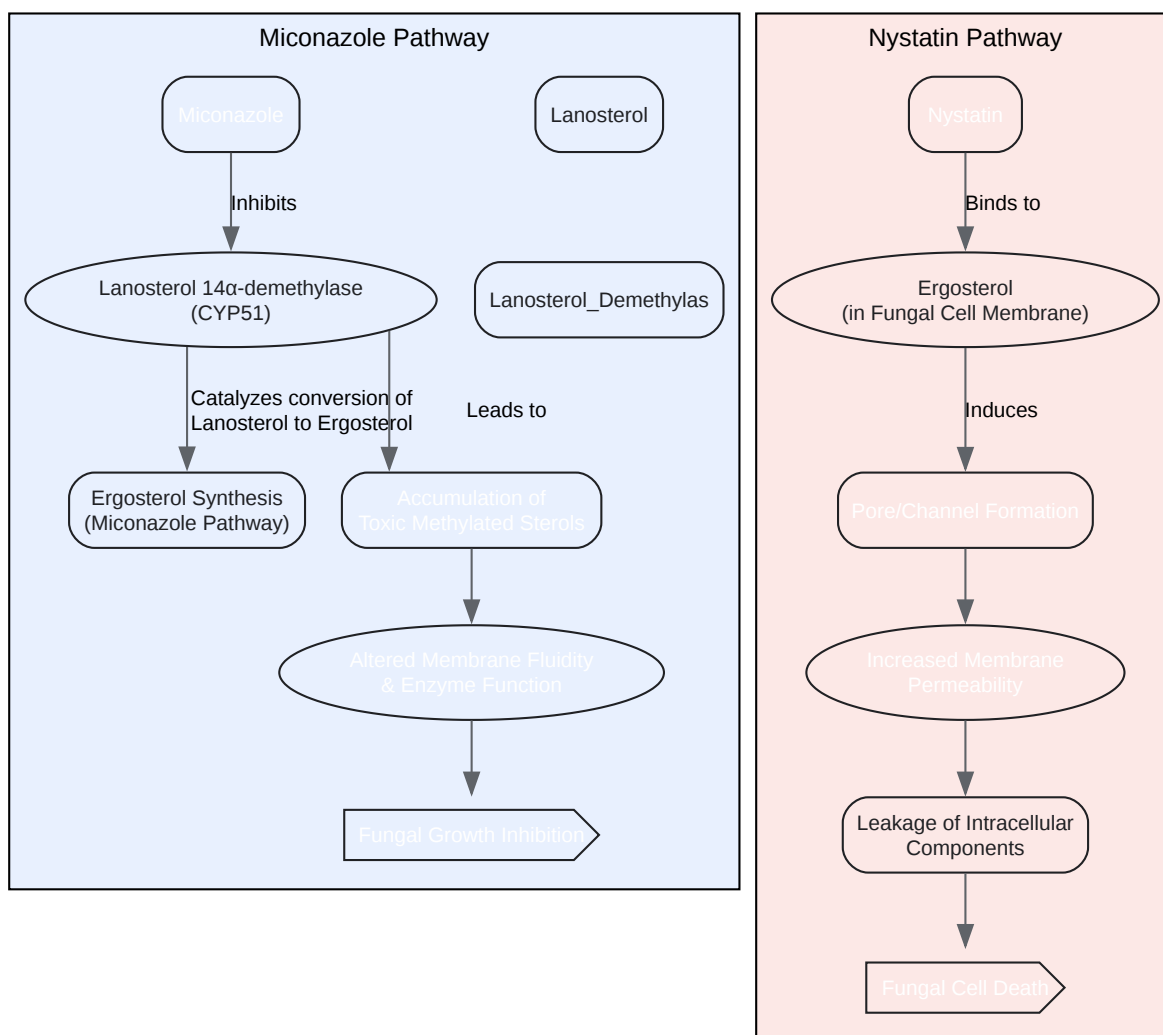 Miconazole Pathway
Miconazole
Lanosterol
Inhibits
Lanosterol 14α-demethylase
(CYP51)
Lanosterol_Demethylas
Catalyzes conversion of
Lanosterol to Ergosterol
Leads to
Ergosterol Synthesis
(Miconazole Pathway)
Accumulation of
Toxic Methylated Sterols
Altered Membrane Fluidity
& Enzyme Function
Fungal Growth Inhibition
Nystatin Pathway
Nystatin
Binds to
Ergosterol
(in Fungal Cell Membrane)
Induces
Pore/Channel Formation
Increased Membrane
Permeability
Leakage of Intracellular
Components
Fungal Cell Death